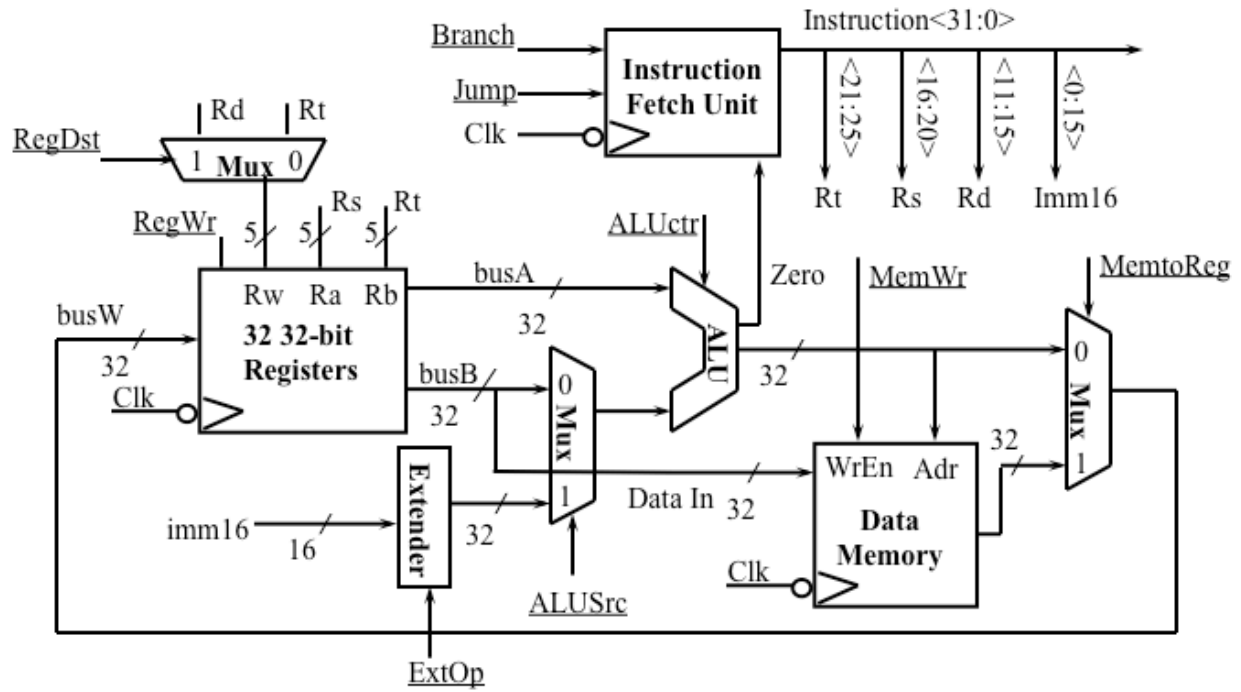 Instruction<31:0>
Branch
Jump
Clk
Instruction
Fetch Unit
<21:25>
<16:20>
<11:15>
<0:15>
Rt
Rs
Rd
Imm16
Rd
Rt
RegDst
1
Mux
0
RegWr
5
5
Rs
5
Rt
busW
32
Rw
Ra
Rb
32 32-bit
Registers
Clk
busA
32
busB
32
ALUctr
ALU
Zero
32
MemWr
MemtoReg
0
Mux
1
0
Mux
1
imm16
16
Extender
32
ExtOp
ALUSrc
Data In
32
WrEn
Adr
Data
Memory
Clk
32